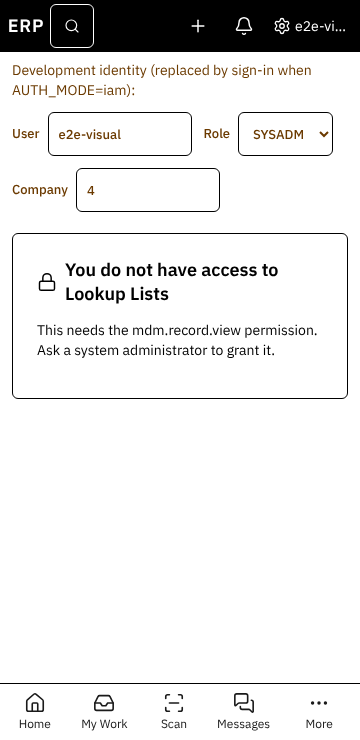 ERP
e2e-vi...
Development identity (replaced by sign-in when
AUTH_MODE=iam):
User e2e-visual Role SYSADM
Company 4
You do not have access to
Lookup Lists
This needs the mdm.record.view permission.
Ask a system administrator to grant it.
Home My Work Scan Messages More